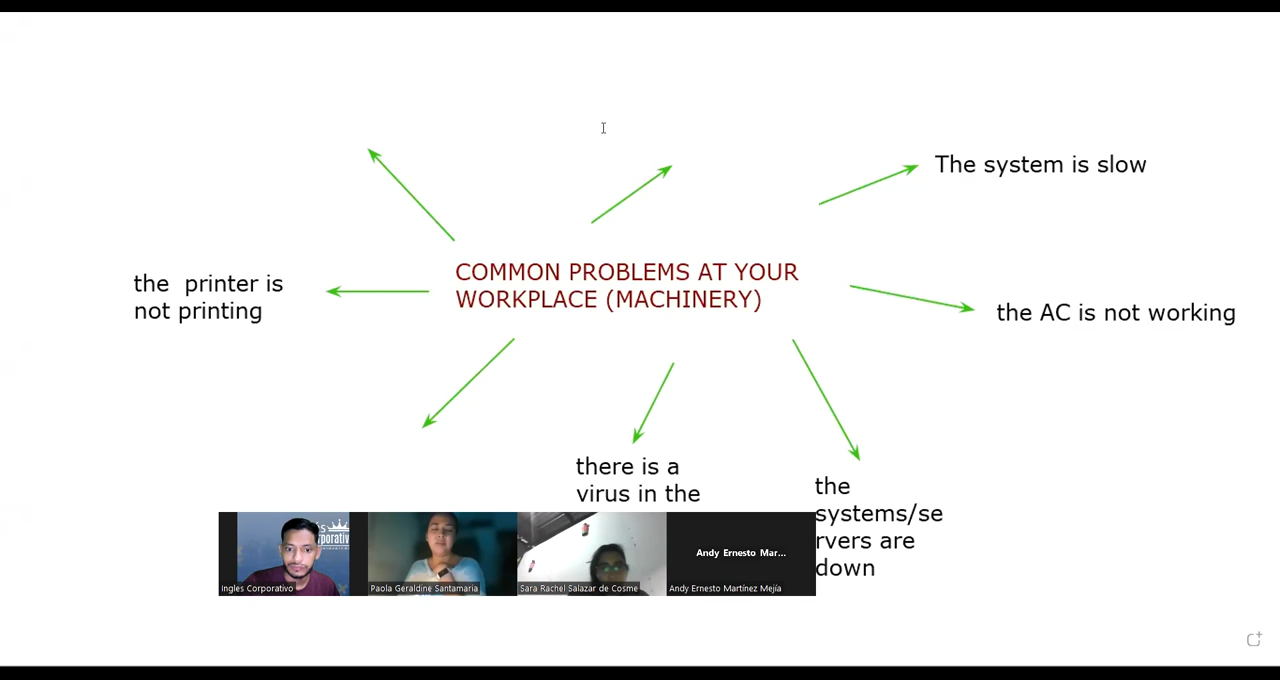 The system is slow
COMMON PROBLEMS AT YOUR
WORKPLACE (MACHINERY)
the printer is
not printing
the AC is not working
there is a
virus in the
the
systems/se
rvers are
down
Andy Ernesto Mar...
Ingles Corporativo
Paola Geraldine Santamaria
Sara Rachel Salazar de Cosme
Andy Ernesto Martínez Mejía